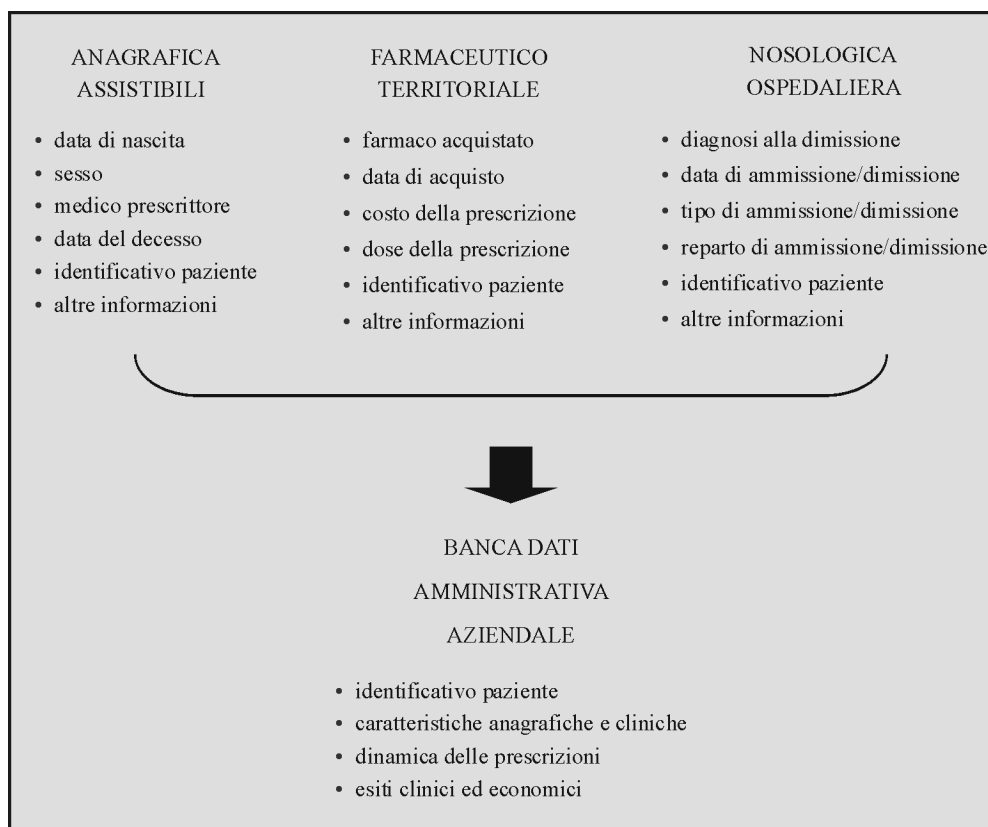 ANAGRAFICA
ASSISTIBILI
• data di nascita
• sesso
• medico prescrittore
• data del decesso
• identificativo paziente
• altre informazioni
FARMACEUTICO
TERRITORIALE
• farmaco acquistato
• data di acquisto
• costo della prescrizione
• dose della prescrizione
• identificativo paziente
• altre informazioni
NOSOLOGICA
OSPEDALIERA
• diagnosi alla dimissione
• data di ammissione/dimissione
• tipo di ammissione/dimissione
• reparto di ammissione/dimissione
• identificativo paziente
• altre informazioni
BANCA DATI
AMMINISTRATIVA
AZIENDALE
• identificativo paziente
• caratteristiche anagrafiche e cliniche
• dinamica delle prescrizioni
• esiti clinici ed economici